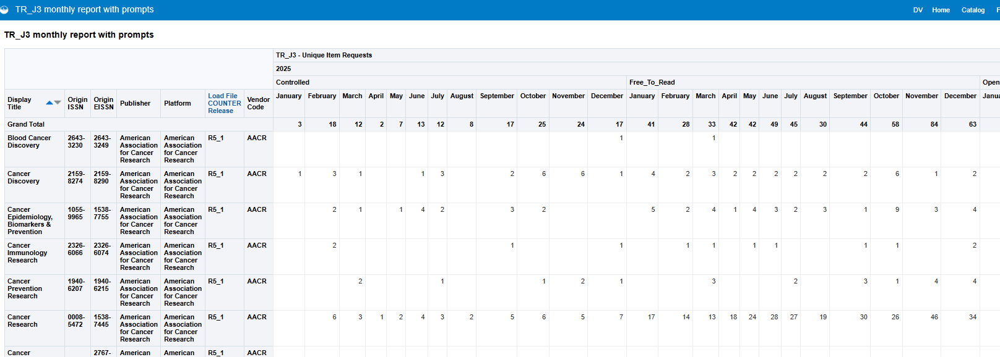 TR_J3 monthly report with prompts
DV Home Catalog F
TR_J3 monthly report with prompts
TR_J3 - Unique Item Requests
2025
Controlled Free_To_Read Open
Display Title Origin ISSN Origin EISSN Publisher Platform Load File COUNTER Release Vendor Code January February March April May June July August September October November December January February March April May June July August September October November December Janua
Grand Total 3 18 12 2 7 13 12 8 17 25 24 17 41 28 33 42 42 49 45 30 44 58 84 63
Blood Cancer Discovery 2643-3230 2643-3249 American Association for Cancer Research American Association for Cancer Research R5_1 AACR 1 1
Cancer Discovery 2159-8274 2159-8290 American Association for Cancer Research American Association for Cancer Research R5_1 AACR 1 3 1 1 3 2 6 6 1 4 2 3 2 2 2 2 2 2 6 1 2
Cancer Epidemiology, Biomarkers & Prevention 1055-9965 1538-7755 American Association for Cancer Research American Association for Cancer Research R5_1 AACR 2 1 1 4 2 3 2 5 2 4 1 4 3 2 3 1 9 3 4
Cancer Immunology Research 2326-6066 2326-6074 American Association for Cancer Research American Association for Cancer Research R5_1 AACR 2 1 1 1 1 1 1 1 1 2
Cancer Prevention Research 1940-6207 1940-6215 American Association for Cancer Research American Association for Cancer Research R5_1 AACR 2 1 1 2 1 3 2 3 1 4 4
Cancer Research 0008-5472 1538-7445 American Association for Cancer Research American Association for Cancer Research R5_1 AACR 6 3 1 2 4 3 2 5 6 5 7 17 14 13 18 24 28 27 19 30 26 46 34
Cancer 2767- American American R5_1 AACR